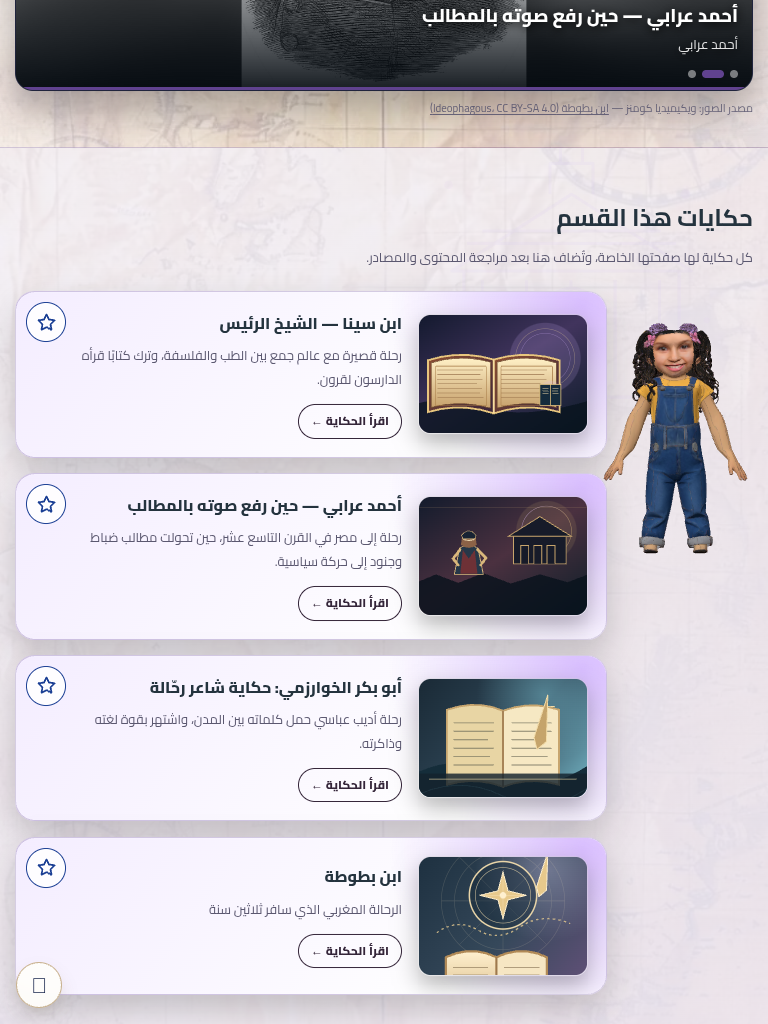 أحمد عرابي — حين رفع صوته بالمطالب
أحمد عرابي
مصدر الصور: ويكيميديا كومنز — ابن بطوطة (Ideophagous، CC BY-SA 4.0)
حكايات هذا القسم
كل حكاية لها صفحتها الخاصة، وتُضاف هنا بعد مراجعة المحتوى والمصادر.
ابن سينا — الشيخ الرئيس
رحلة قصيرة مع عالم جمع بين الطب والفلسفة، وترك كتابًا قرأه
الدارسون لقرون.
اقرأ الحكاية ←
أحمد عرابي — حين رفع صوته بالمطالب
رحلة إلى مصر في القرن التاسع عشر، حين تحولت مطالب ضباط
وجنود إلى حركة سياسية.
اقرأ الحكاية ←
أبو بكر الخوارزمي: حكاية شاعر رحّالة
رحلة أديب عباسي حمل كلماته بين المدن، واشتهر بقوة لغته
وذاكرته.
اقرأ الحكاية ←
ابن بطوطة
الرحالة المغربي الذي سافر ثلاثين سنة
اقرأ الحكاية ←